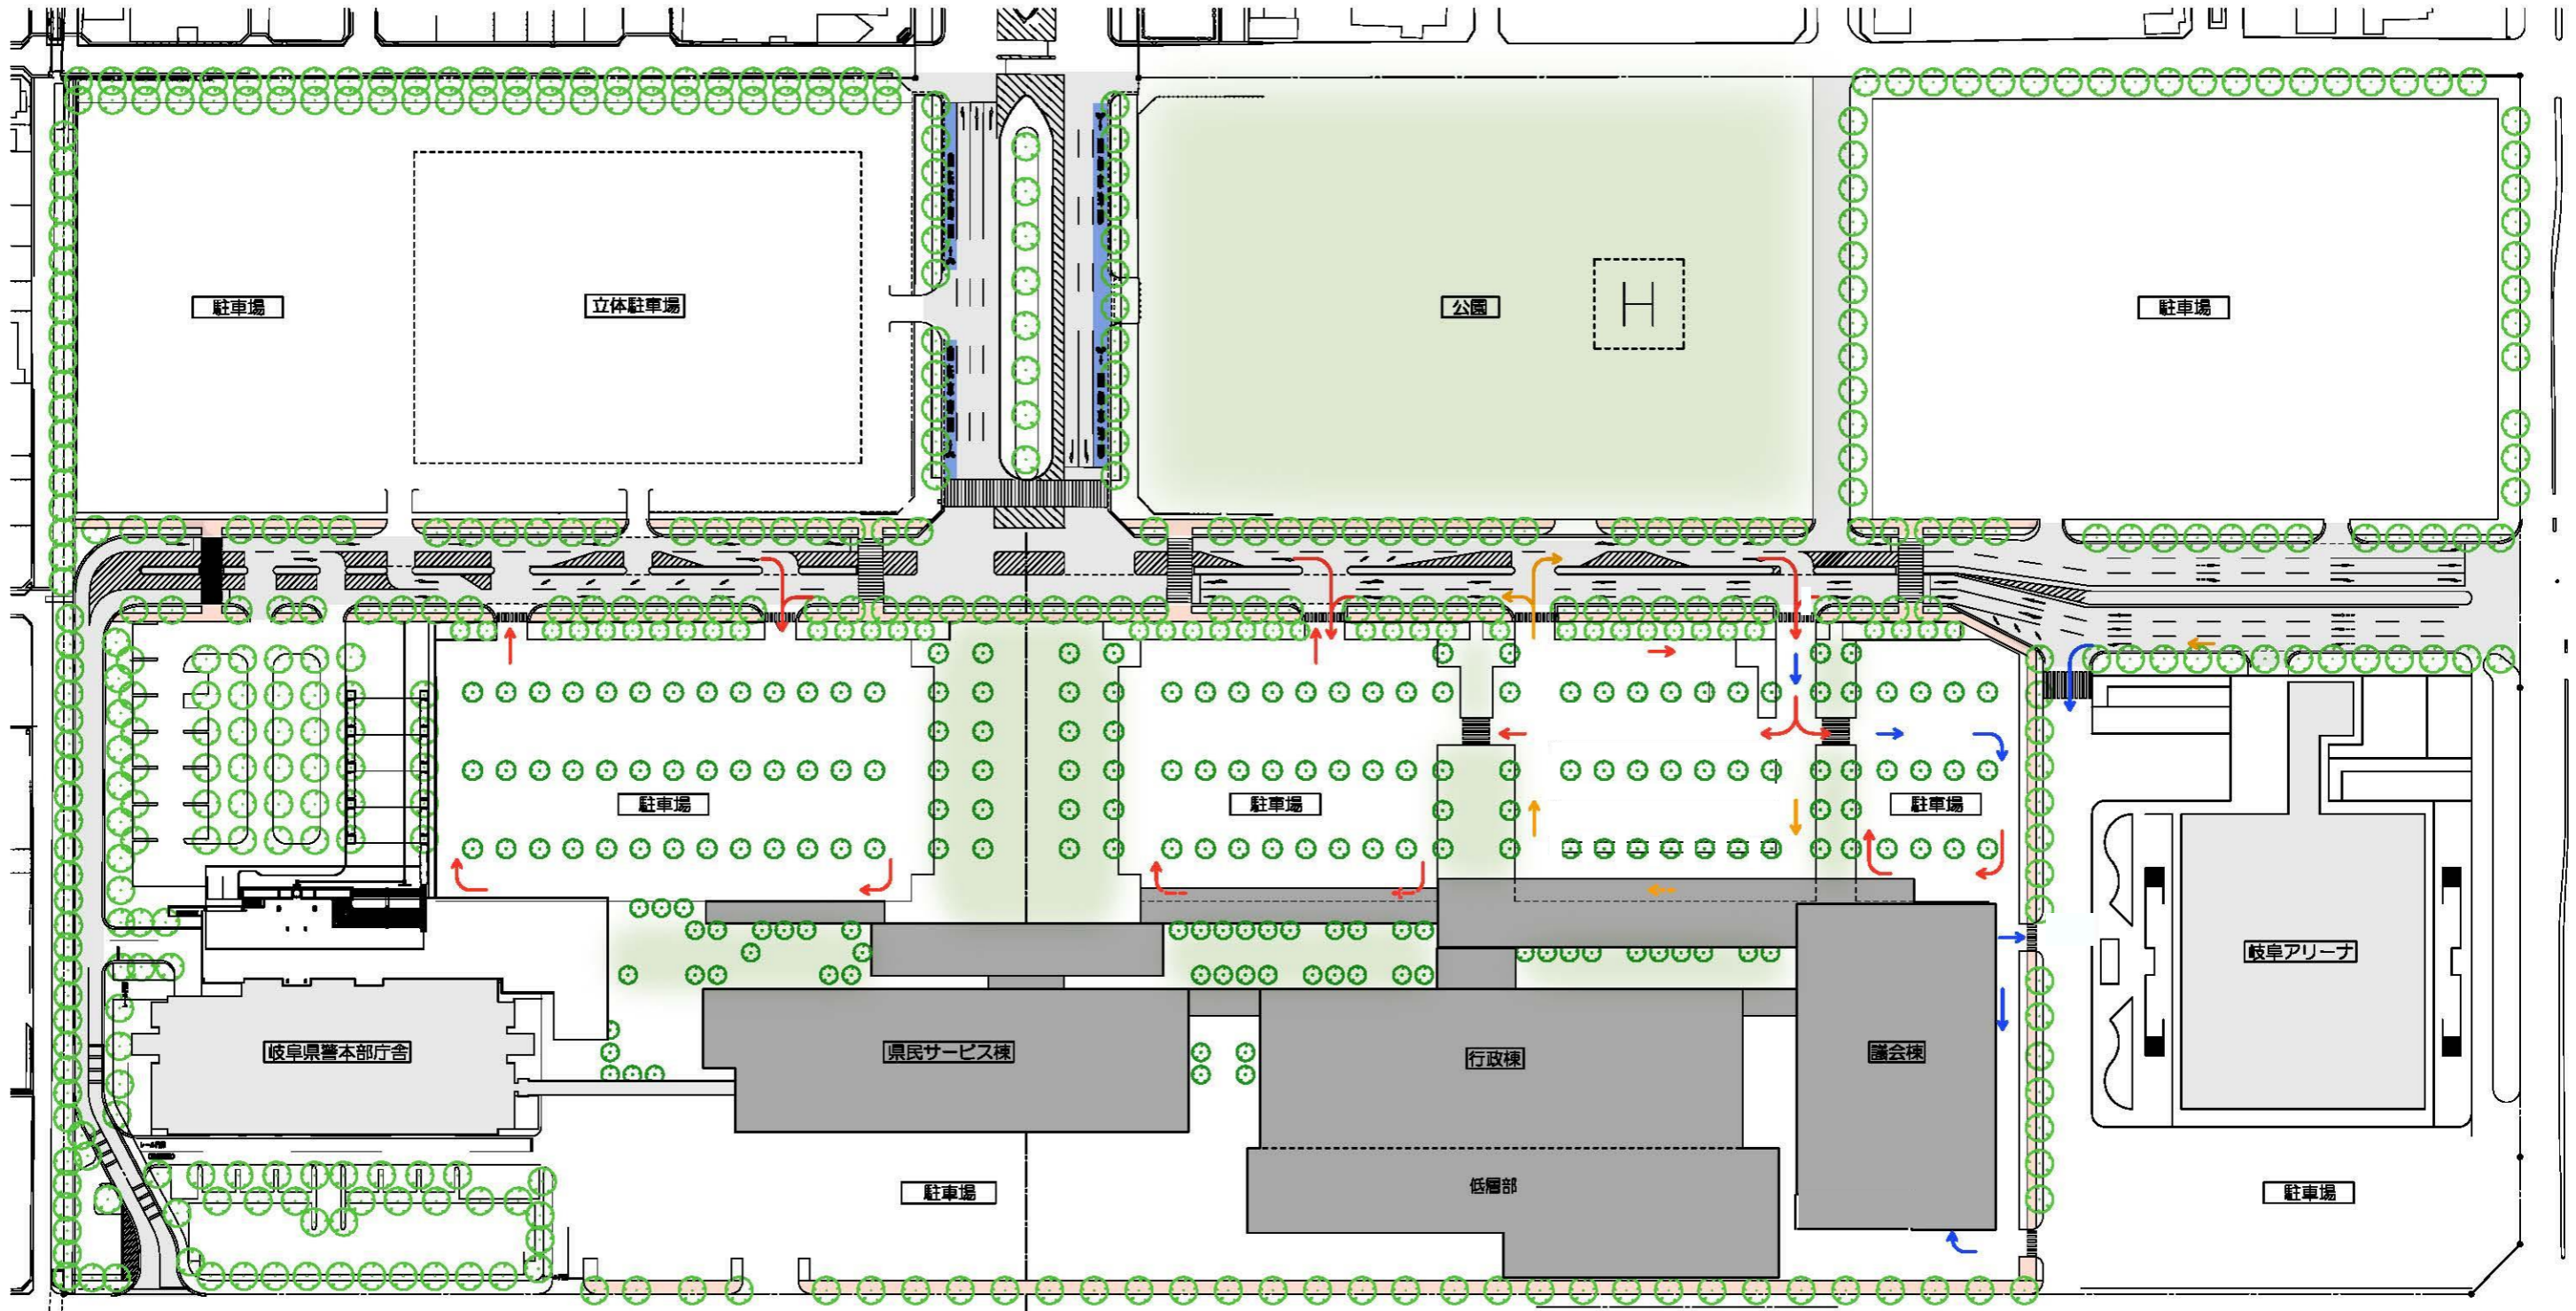 駐車場
立体駐車場
公園
H
駐車場
駐車場
駐車場
駐車場
岐阜アリーナ
岐阜県警本部庁舎
県民サービス棟
行政棟
議会棟
駐車場
低層部
駐車場